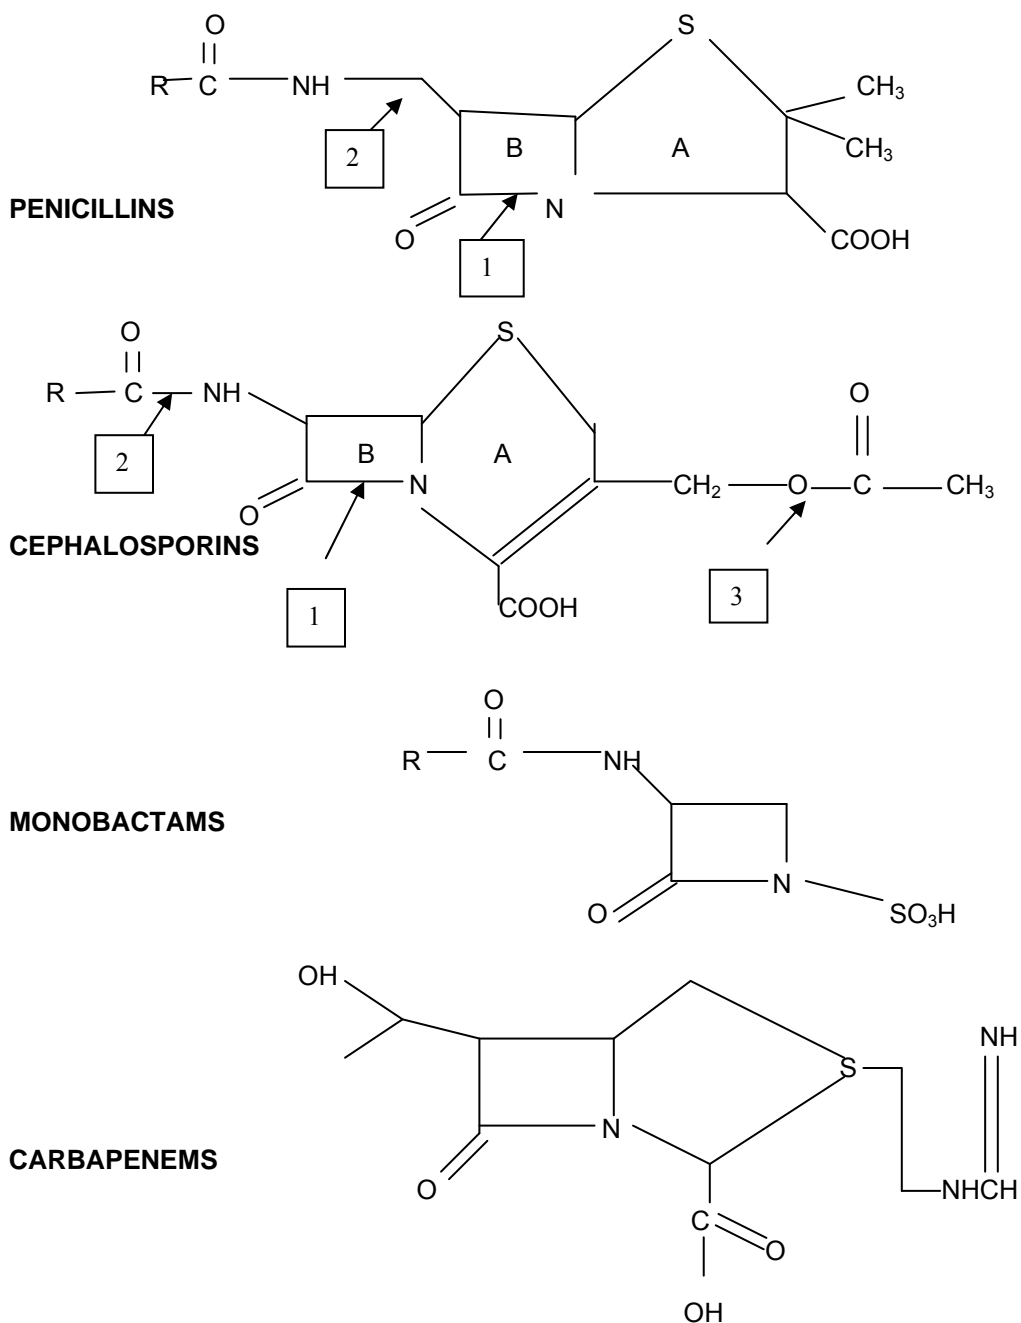 O
S
R C NH CH₃
2 B A CH₃
PENICILLINS
N
O COOH
1
O S
R C NH O
2 B A
N CH₂ O C CH₃
O
CEPHALOSPORINS
1 COOH 3
O
R C NH
MONOBACTAMS
N
O SO₃H
OH
NH
S
N
CARBAPENEMS
O NHCH
C
O
OH